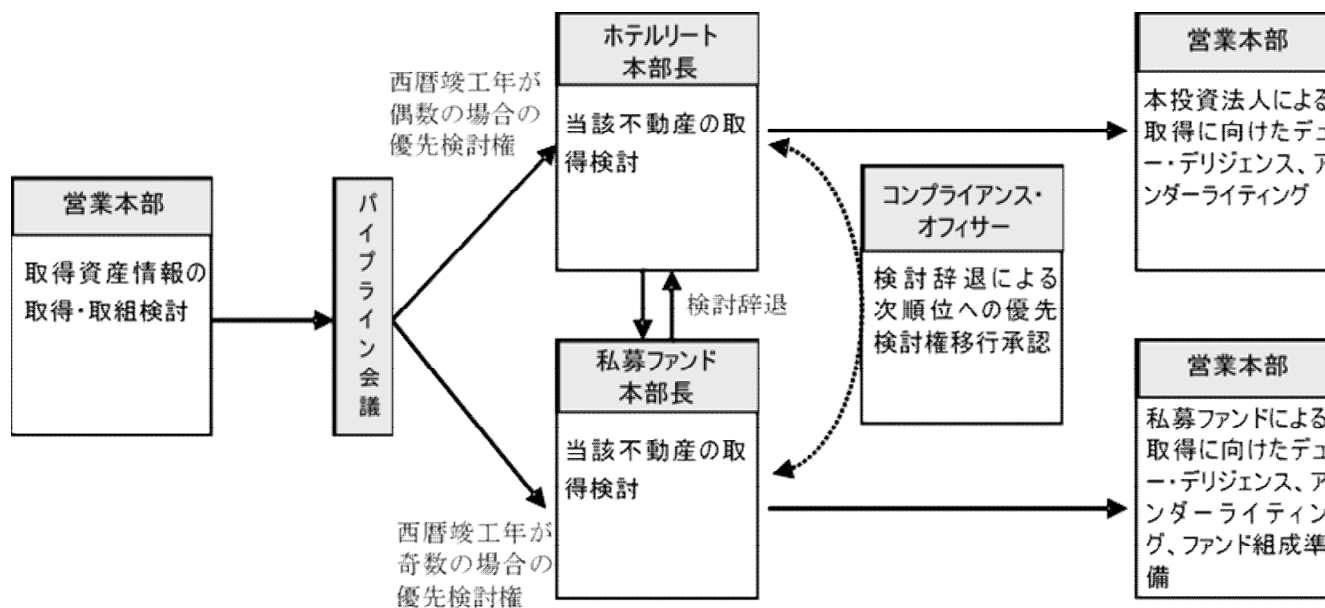 営業本部
取得資産情報の
取得・取組検討
パイプライン会議
西暦竣工年が
偶数の場合の
優先検討権
ホテルリート
本部長
当該不動産の取
得検討
検討辞退
私募ファンド
本部長
当該不動産の取
得検討
西暦竣工年が
奇数の場合の
優先検討権
コンプライアンス・
オフィサー
検討辞退による
次順位への優先
検討権移行承認
営業本部
本投資法人による
取得に向けたデュ
ー・デリジェンス、ア
ンダーライティング
営業本部
私募ファンドによる
取得に向けたデュ
ー・デリジェンス、ア
ンダーライティン
グ、ファンド組成準
備